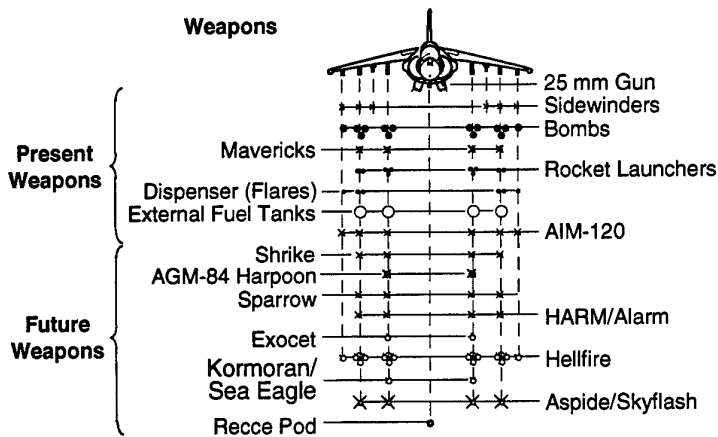 Weapons
25 mm Gun
Sidewinders
Bombs
Present
Weapons
Mavericks
Rocket Launchers
Dispenser (Flares)
External Fuel Tanks
AIM-120
Shrike
AGM-84 Harpoon
Sparrow
Future
Weapons
HARM/Alarm
Exocet
Hellfire
Kormoran/
Sea Eagle
Aspide/Skyflash
Recce Pod